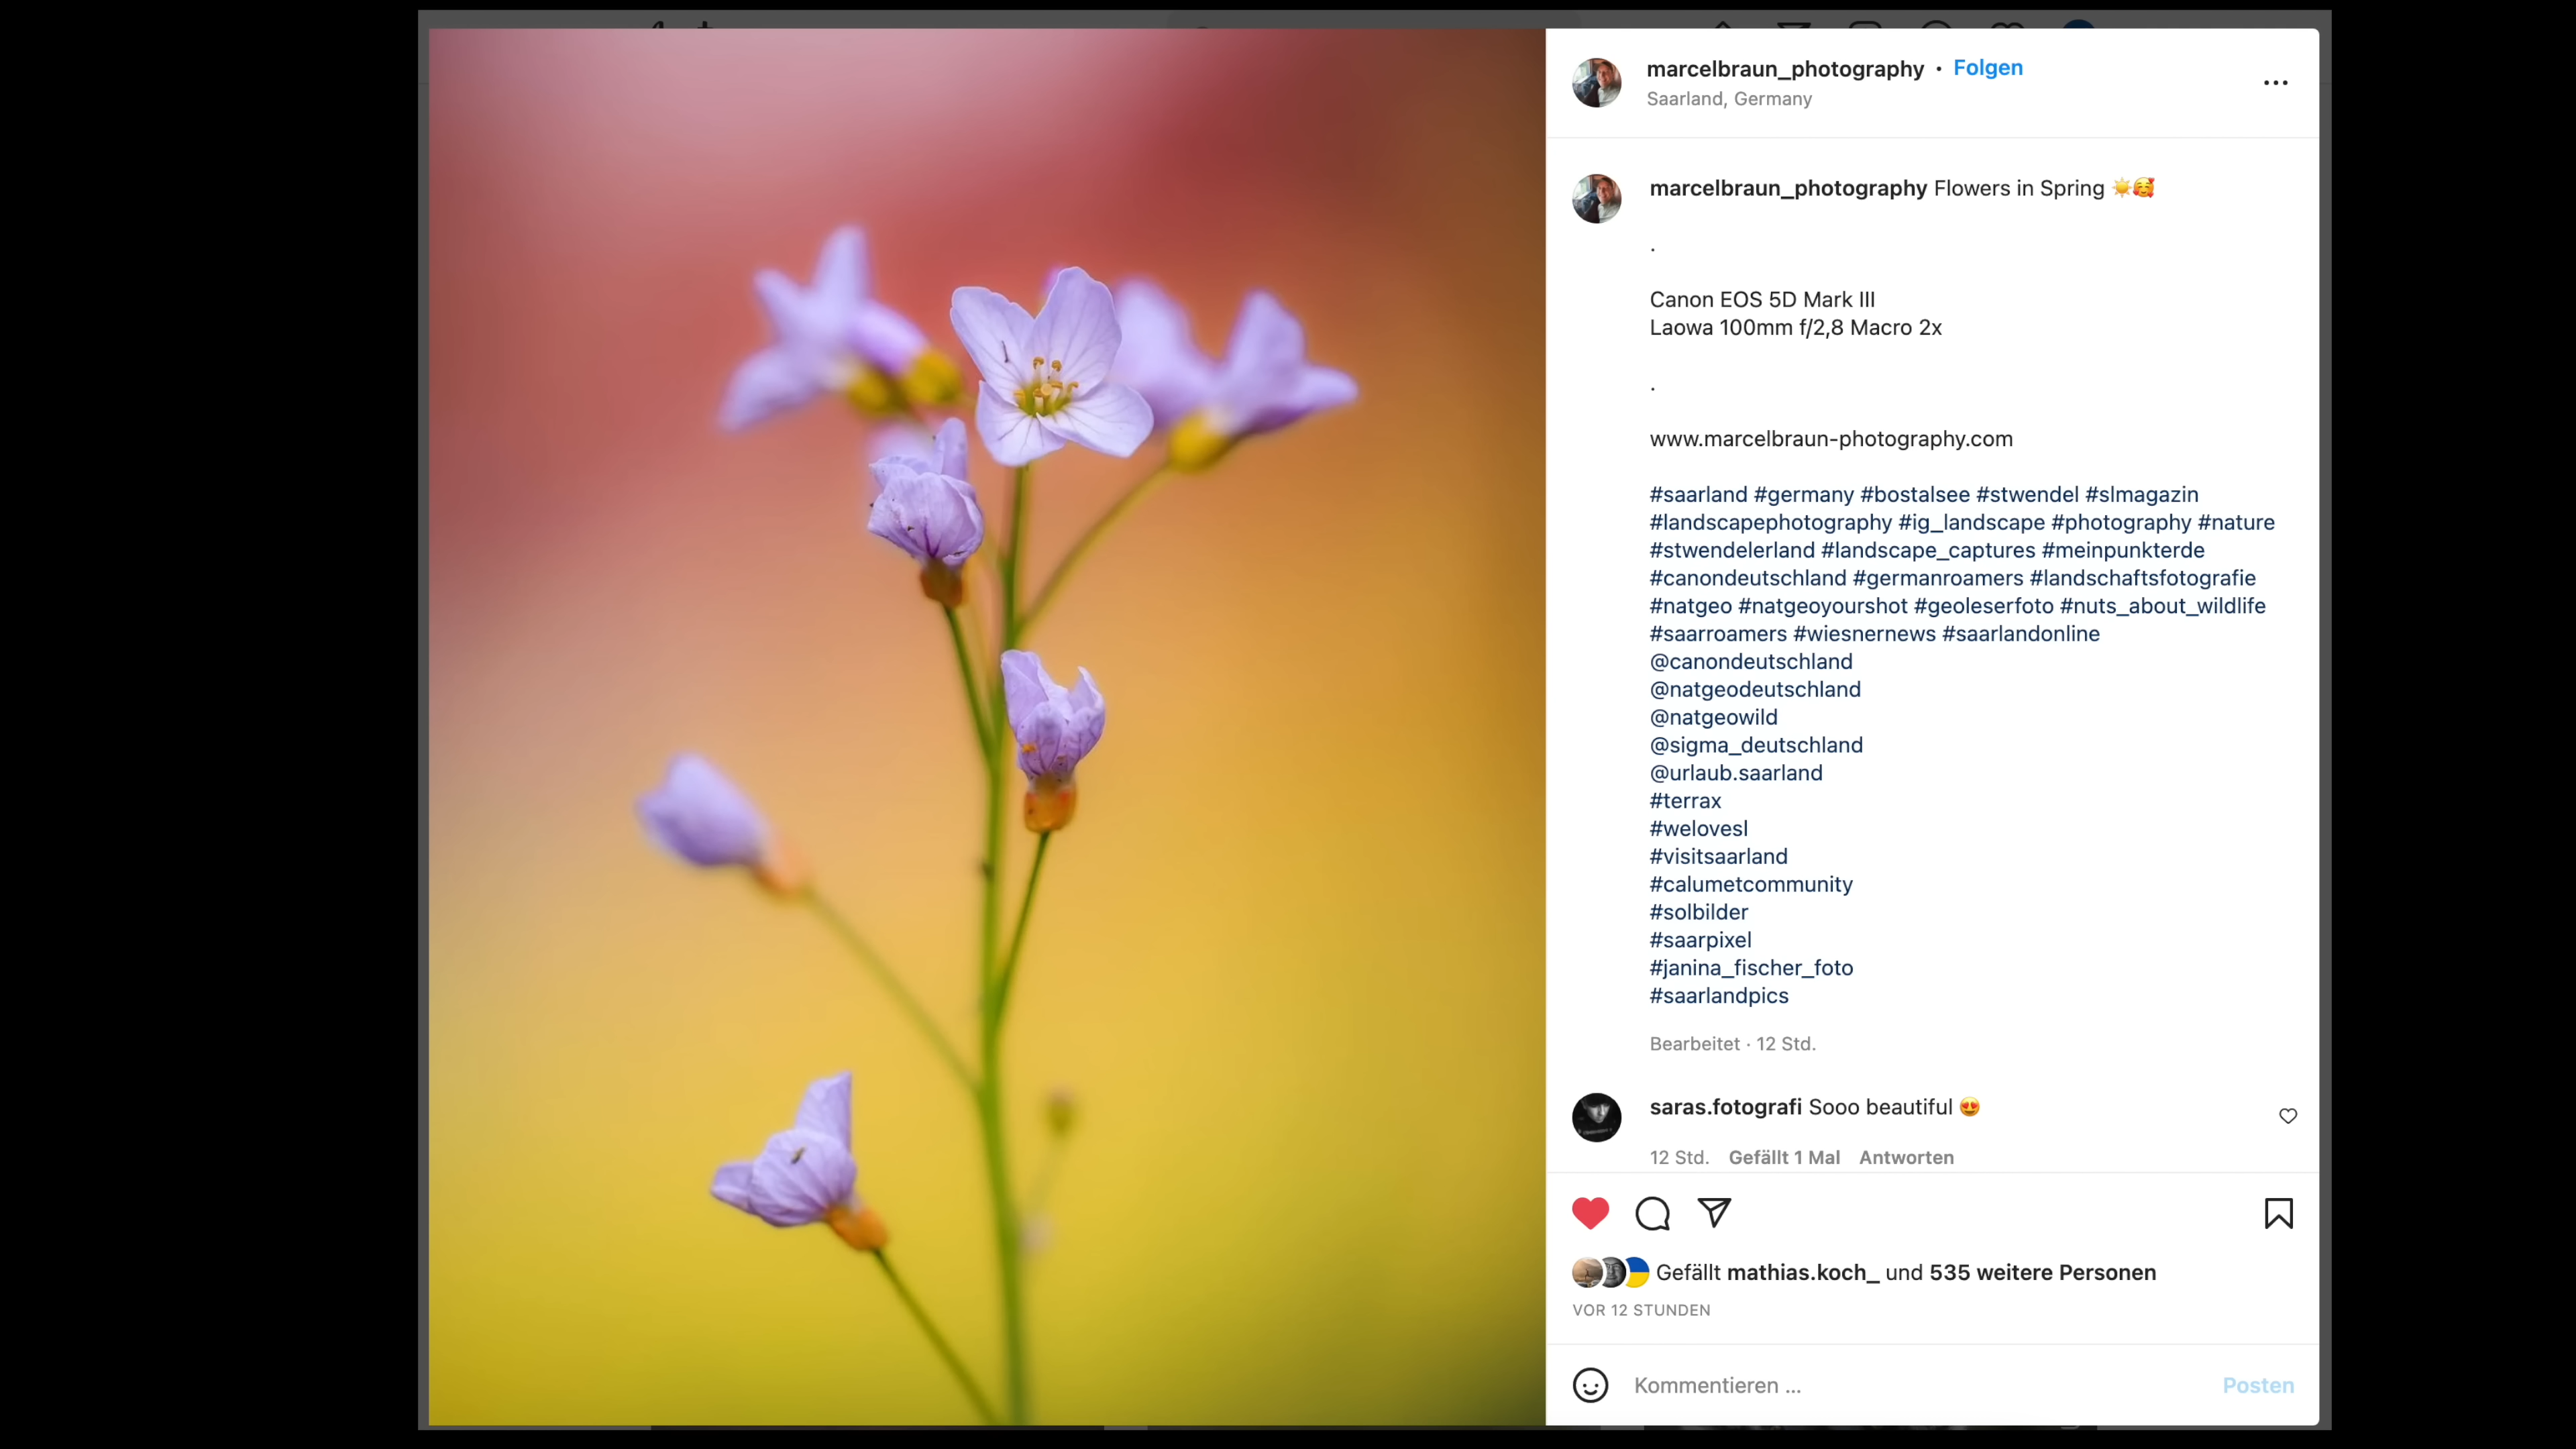 marcelbraun_photography • Folgen
Saarland, Germany
marcelbraun_photography Flowers in Spring ☀️🥰
.
Canon EOS 5D Mark III
Laowa 100mm f/2,8 Macro 2x
.
www.marcelbraun-photography.com
#saarland #germany #bostalsee #stwendel #slmagazin
#landscapephotography #ig_landscape #photography #nature
#stwendelerland #landscape_captures #meinpunkterde
#canondeutschland #germanroamers #landschaftsfotografie
#natgeo #natgeoyourshot #geoleserfoto #nuts_about_wildlife
#saarroamers #wiesnernews #saarlandonline
@canondeutschland
@natgeodeutschland
@natgeowild
@sigma_deutschland
@urlaub.saarland
#terrax
#welovesl
#visitsaarland
#calumetcommunity
#solbilder
#saarpixel
#janina_fischer_foto
#saarlandpics
Bearbeitet · 12 Std.
saras.fotografi Sooo beautiful 😍
12 Std. Gefällt 1 Mal Antworten
Gefällt mathias.koch_ und 535 weitere Personen
VOR 12 STUNDEN
Kommentieren ... Posten